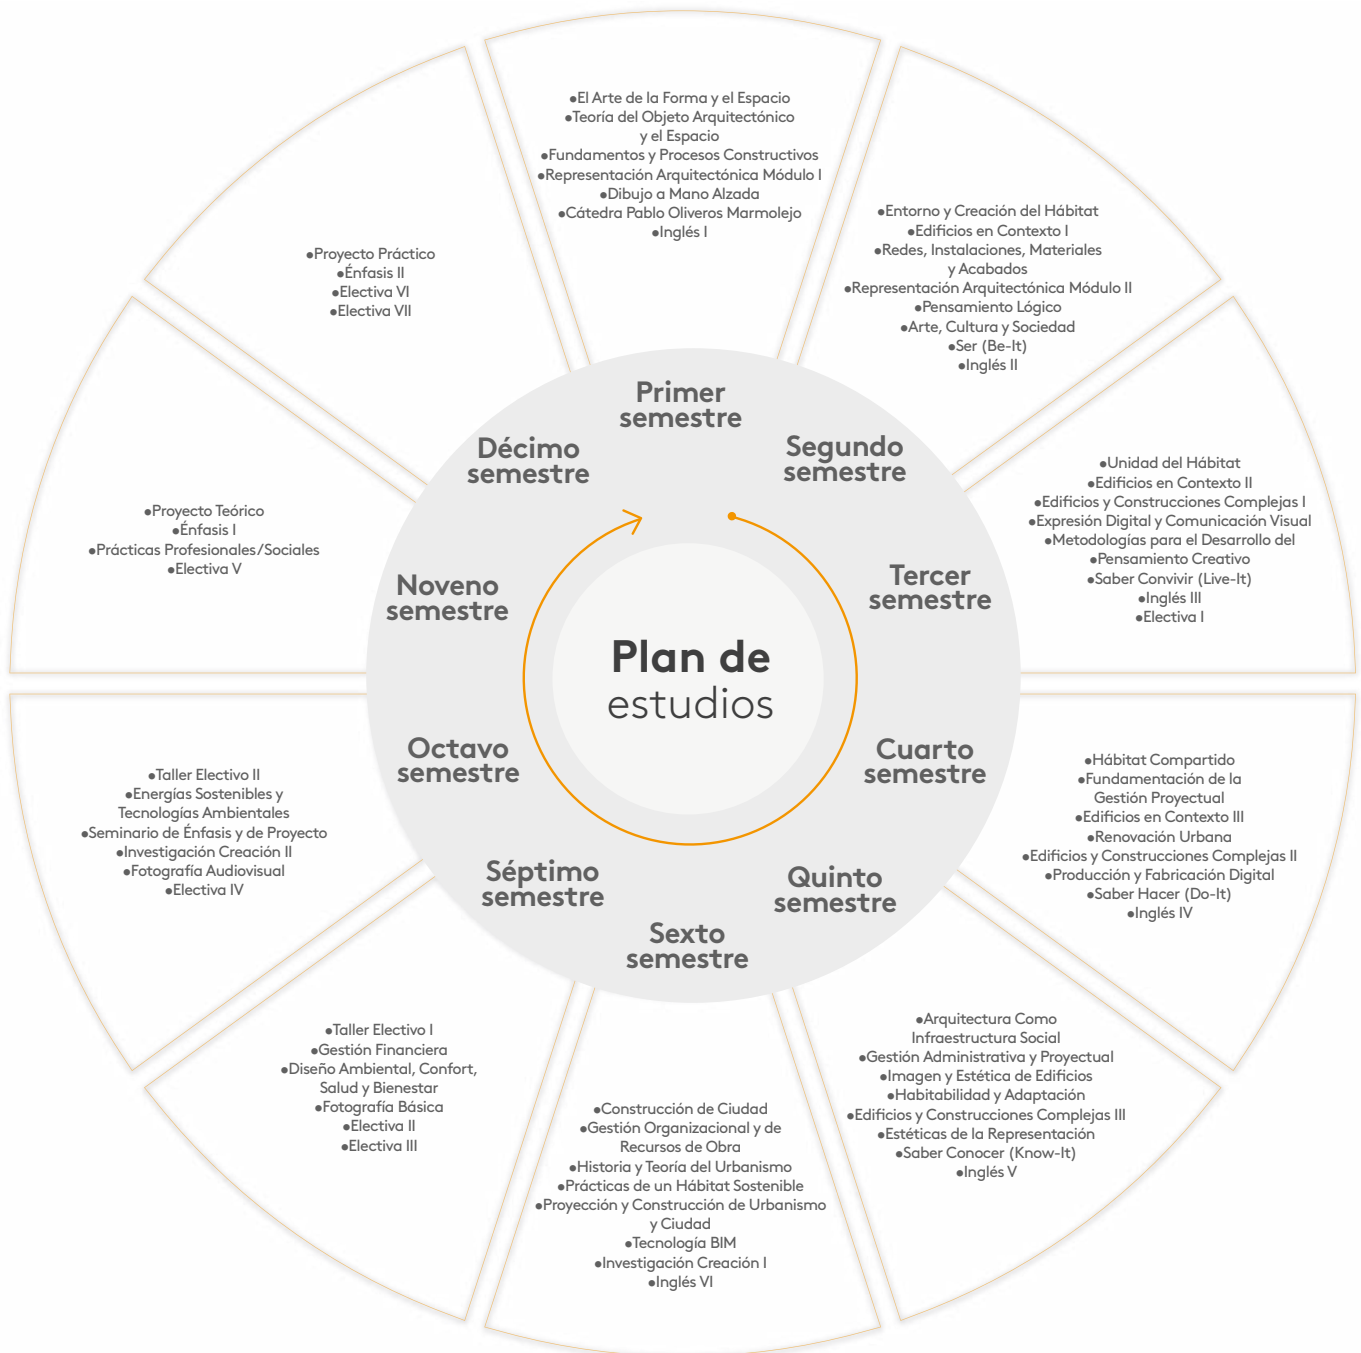 Plan de
estudios
Primer
semestre
●El Arte de la Forma y el Espacio
●Teoría del Objeto Arquitectónico
y el Espacio
●Fundamentos y Procesos Constructivos
●Representación Arquitectónica Módulo I
●Dibujo a Mano Alzada
●Cátedra Pablo Oliveros Marmolejo
●Inglés I
Segundo
semestre
●Entorno y Creación del Hábitat
●Edificios en Contexto I
●Redes, Instalaciones, Materiales
y Acabados
●Representación Arquitectónica Módulo II
●Pensamiento Lógico
●Arte, Cultura y Sociedad
●Ser (Be-It)
●Inglés II
Tercer
semestre
●Unidad del Hábitat
●Edificios en Contexto II
●Edificios y Construcciones Complejas I
●Expresión Digital y Comunicación Visual
●Metodologías para el Desarrollo del
●Pensamiento Creativo
●Saber Convivir (Live-It)
●Inglés III
●Electiva I
Cuarto
semestre
●Hábitat Compartido
●Fundamentación de la
Gestión Proyectual
●Edificios en Contexto III
●Renovación Urbana
●Edificios y Construcciones Complejas II
●Producción y Fabricación Digital
●Saber Hacer (Do-It)
●Inglés IV
Quinto
semestre
●Arquitectura Como
Infraestructura Social
●Gestión Administrativa y Proyectual
●Imagen y Estética de Edificios
●Habitabilidad y Adaptación
●Edificios y Construcciones Complejas III
●Estéticas de la Representación
●Saber Conocer (Know-It)
●Inglés V
Sexto
semestre
●Construcción de Ciudad
●Gestión Organizacional y de
Recursos de Obra
●Historia y Teoría del Urbanismo
●Prácticas de un Hábitat Sostenible
●Proyección y Construcción de Urbanismo
y Ciudad
●Tecnología BIM
●Investigación Creación I
●Inglés VI
Séptimo
semestre
●Taller Electivo I
●Gestión Financiera
●Diseño Ambiental, Confort,
Salud y Bienestar
●Fotografía Básica
●Electiva II
●Electiva III
Octavo
semestre
●Taller Electivo II
●Energías Sostenibles y
Tecnologías Ambientales
●Seminario de Énfasis y de Proyecto
●Investigación Creación II
●Fotografía Audiovisual
●Electiva IV
Noveno
semestre
●Proyecto Teórico
●Énfasis I
●Prácticas Profesionales/Sociales
●Electiva V
Décimo
semestre
●Proyecto Práctico
●Énfasis II
●Electiva VI
●Electiva VII